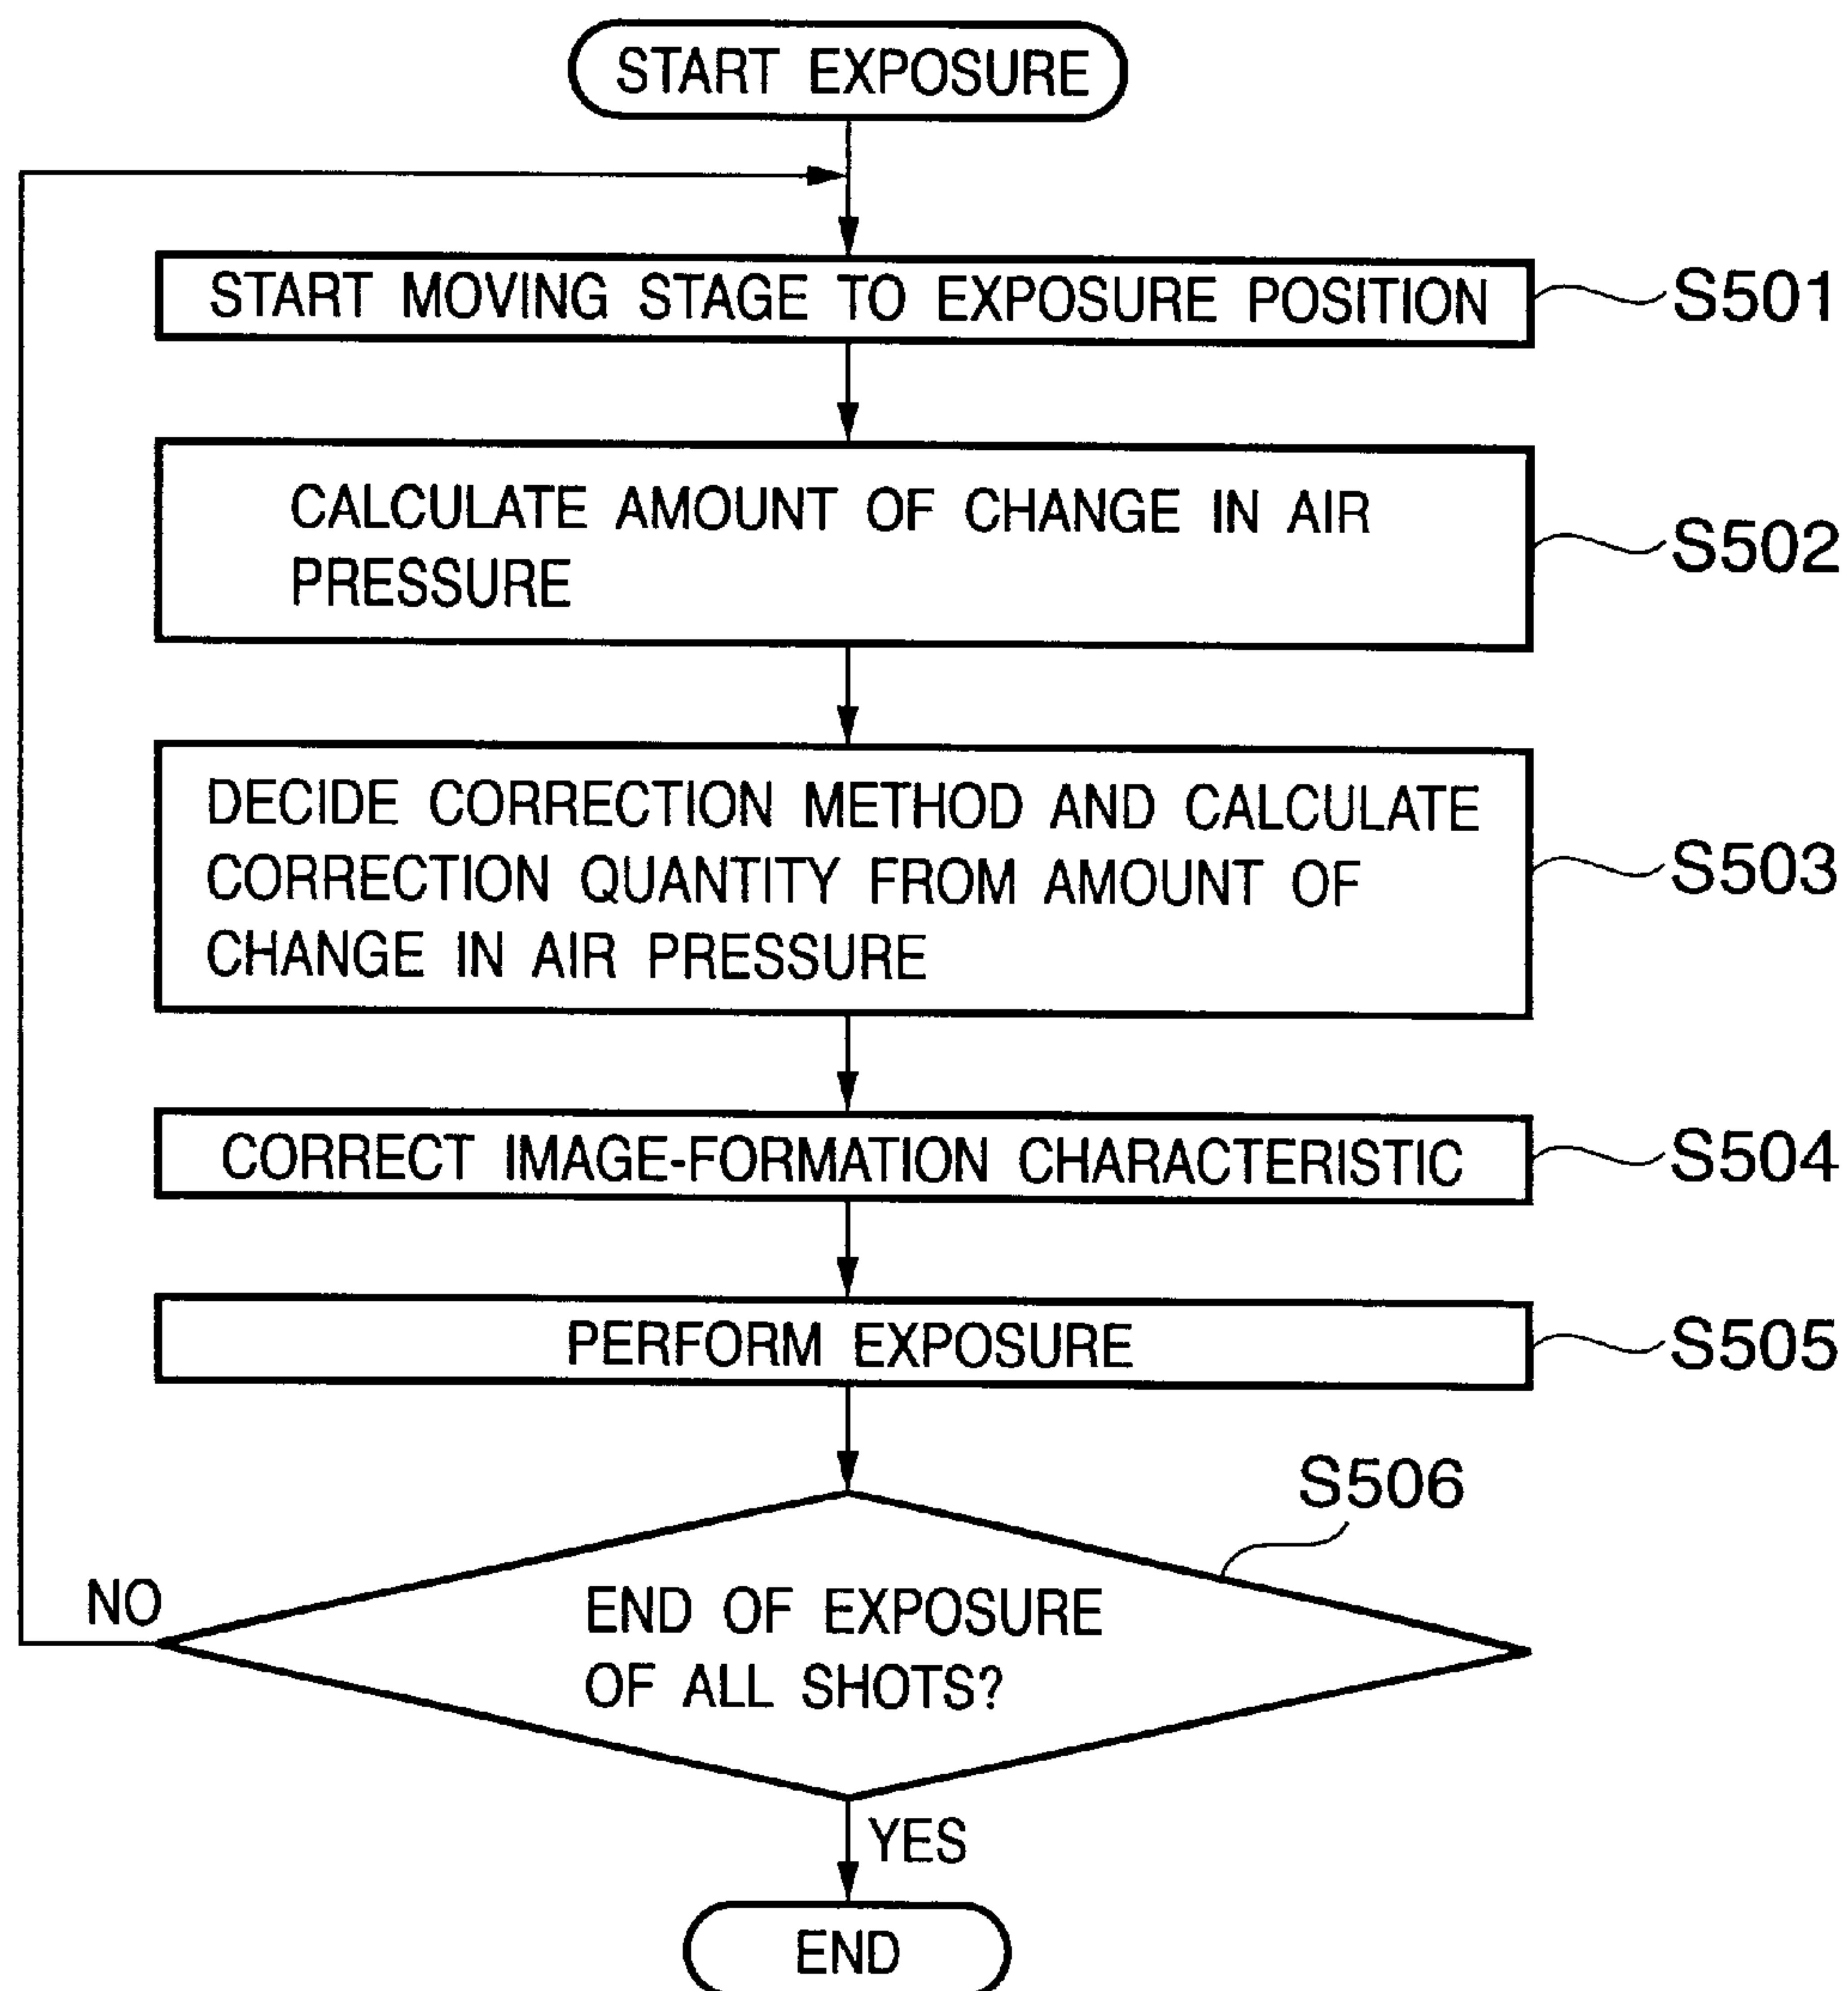 START EXPOSURE
START MOVING STAGE TO EXPOSURE POSITION
S501
CALCULATE AMOUNT OF CHANGE IN AIR
PRESSURE
S502
DECIDE CORRECTION METHOD AND CALCULATE
CORRECTION QUANTITY FROM AMOUNT OF
CHANGE IN AIR PRESSURE
S503
CORRECT IMAGE-FORMATION CHARACTERISTIC
S504
PERFORM EXPOSURE
S505
S506
NO
END OF EXPOSURE
OF ALL SHOTS?
YES
END